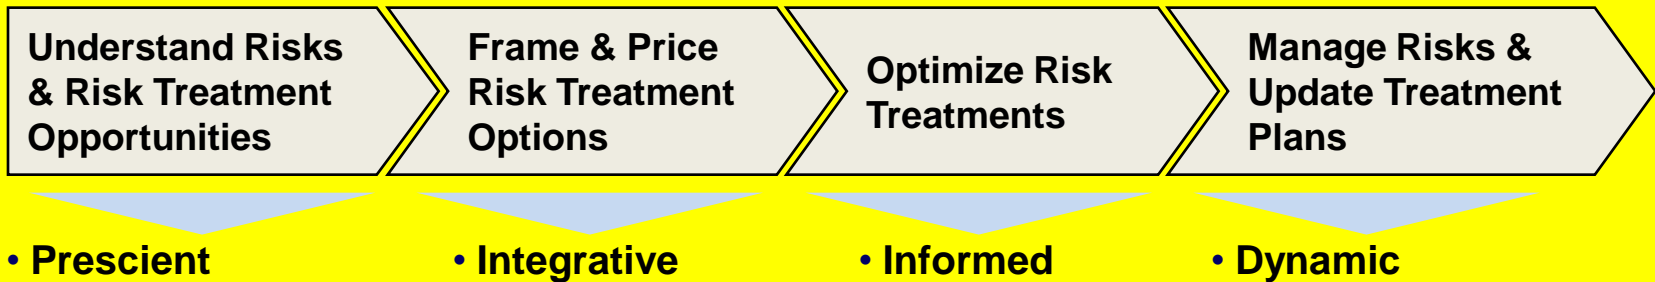 Understand Risks
& Risk Treatment
Opportunities
Frame & Price
Risk Treatment
Options
Optimize Risk
Treatments
Manage Risks &
Update Treatment
Plans
• Prescient
• Integrative
• Informed
• Dynamic